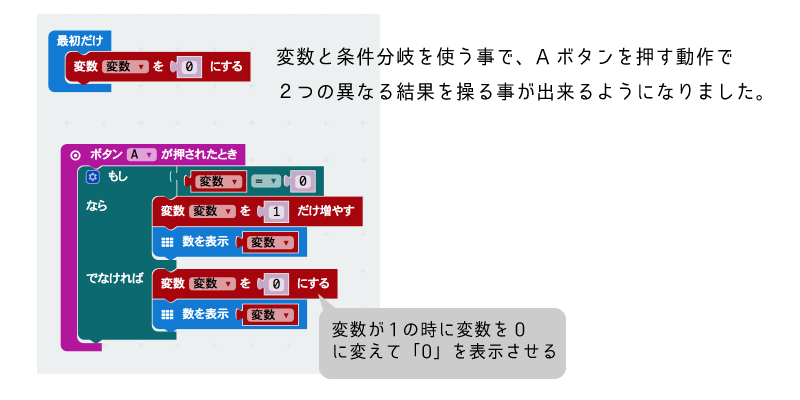 最初だけ
変数 変数 ▼ を 0 にする
変数と条件分岐を使う事で、Aボタンを押す動作で
2つの異なる結果を操る事が出来るようになりました。
ボタン A ▼ が押されたとき
もし 変数 ▼ = ▼ 0
なら
変数 変数 ▼ を 1 だけ増やす
数を表示 変数 ▼
でなければ
変数 変数 ▼ を 0 にする
数を表示 変数 ▼
変数が1の時に変数を0
に変えて「0」を表示させる